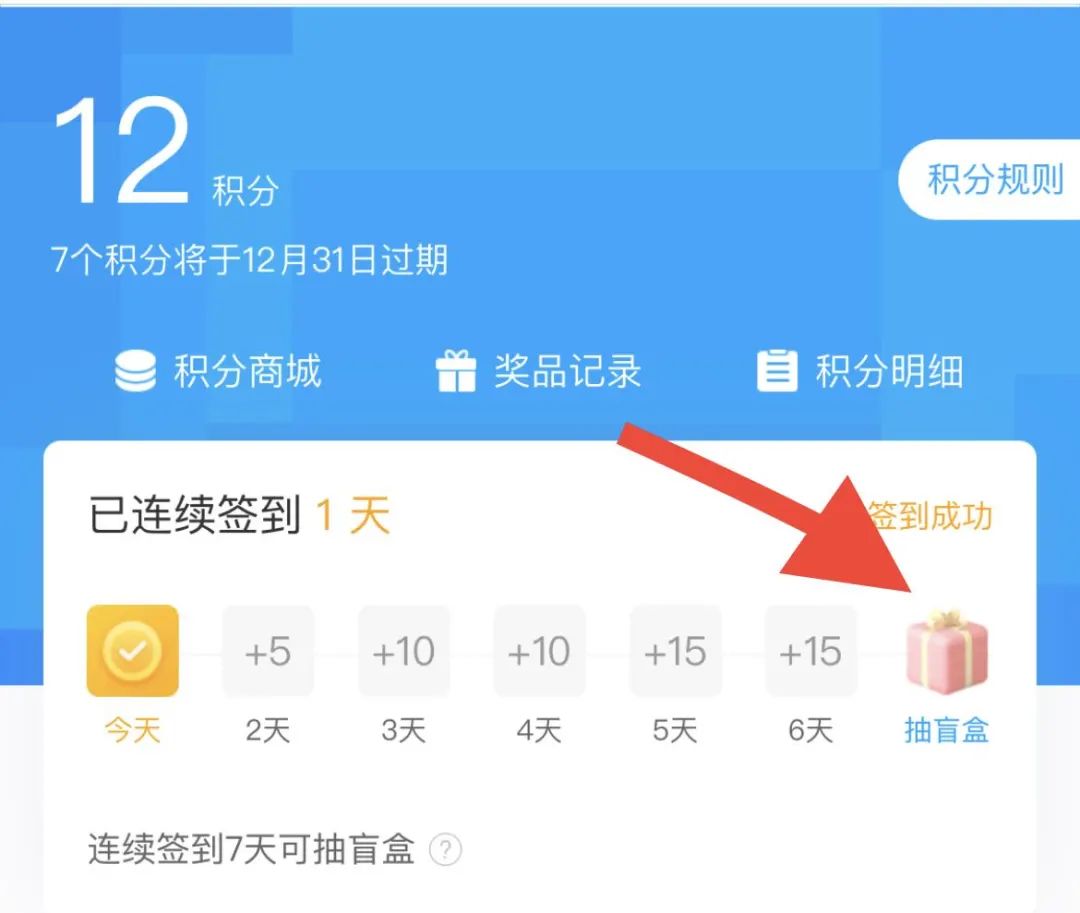 12 积分
积分规则
7个积分将于12月31日过期
积分商城 奖品记录 积分明细
已连续签到 1 天 签到成功
+5 +10 +10 +15 +15
今天 2天 3天 4天 5天 6天 抽盲盒
连续签到7天可抽盲盒 ?